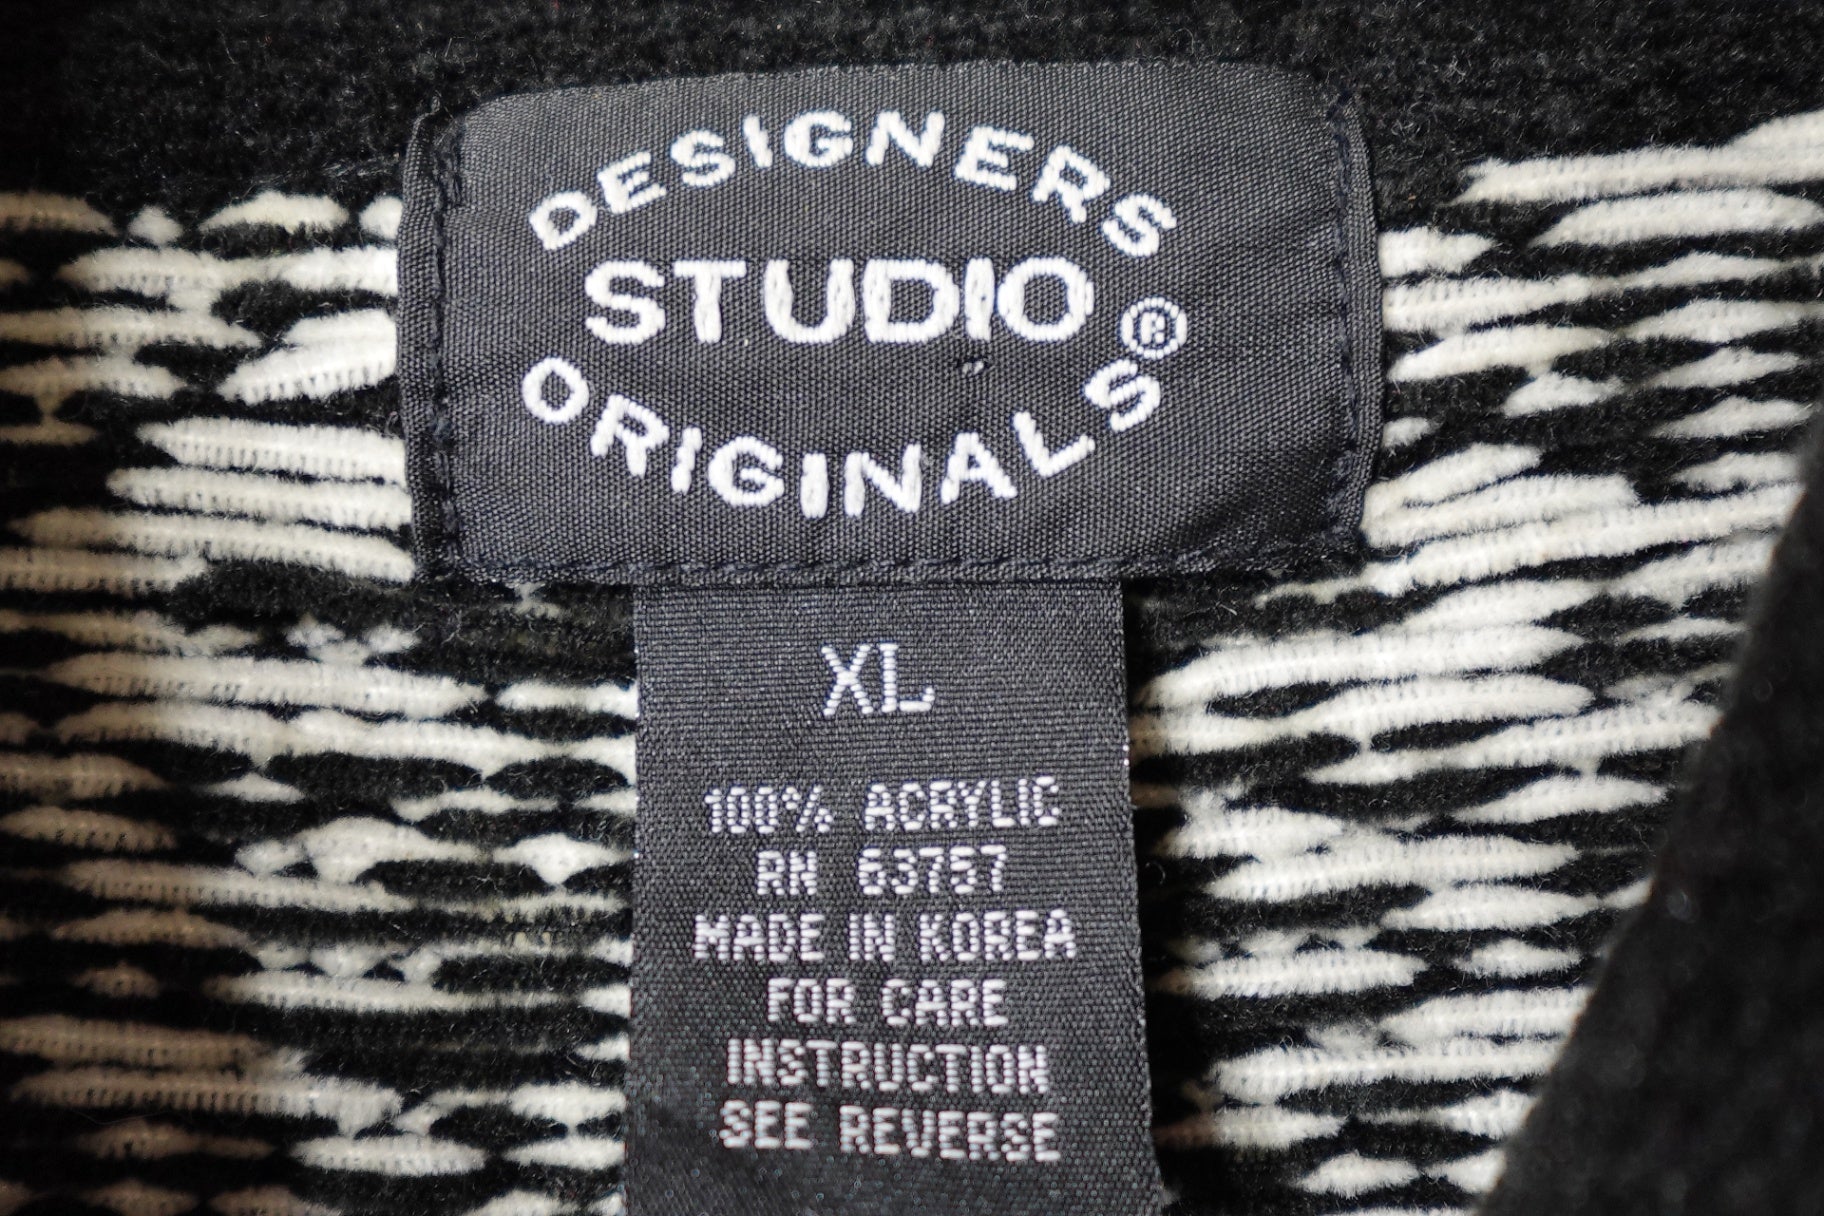 DESIGNERS
STUDIO
ORIGINALS®
XL
100% ACRYLIC
RN 63757
MADE IN KOREA
FOR CARE
INSTRUCTION
SEE REVERSE